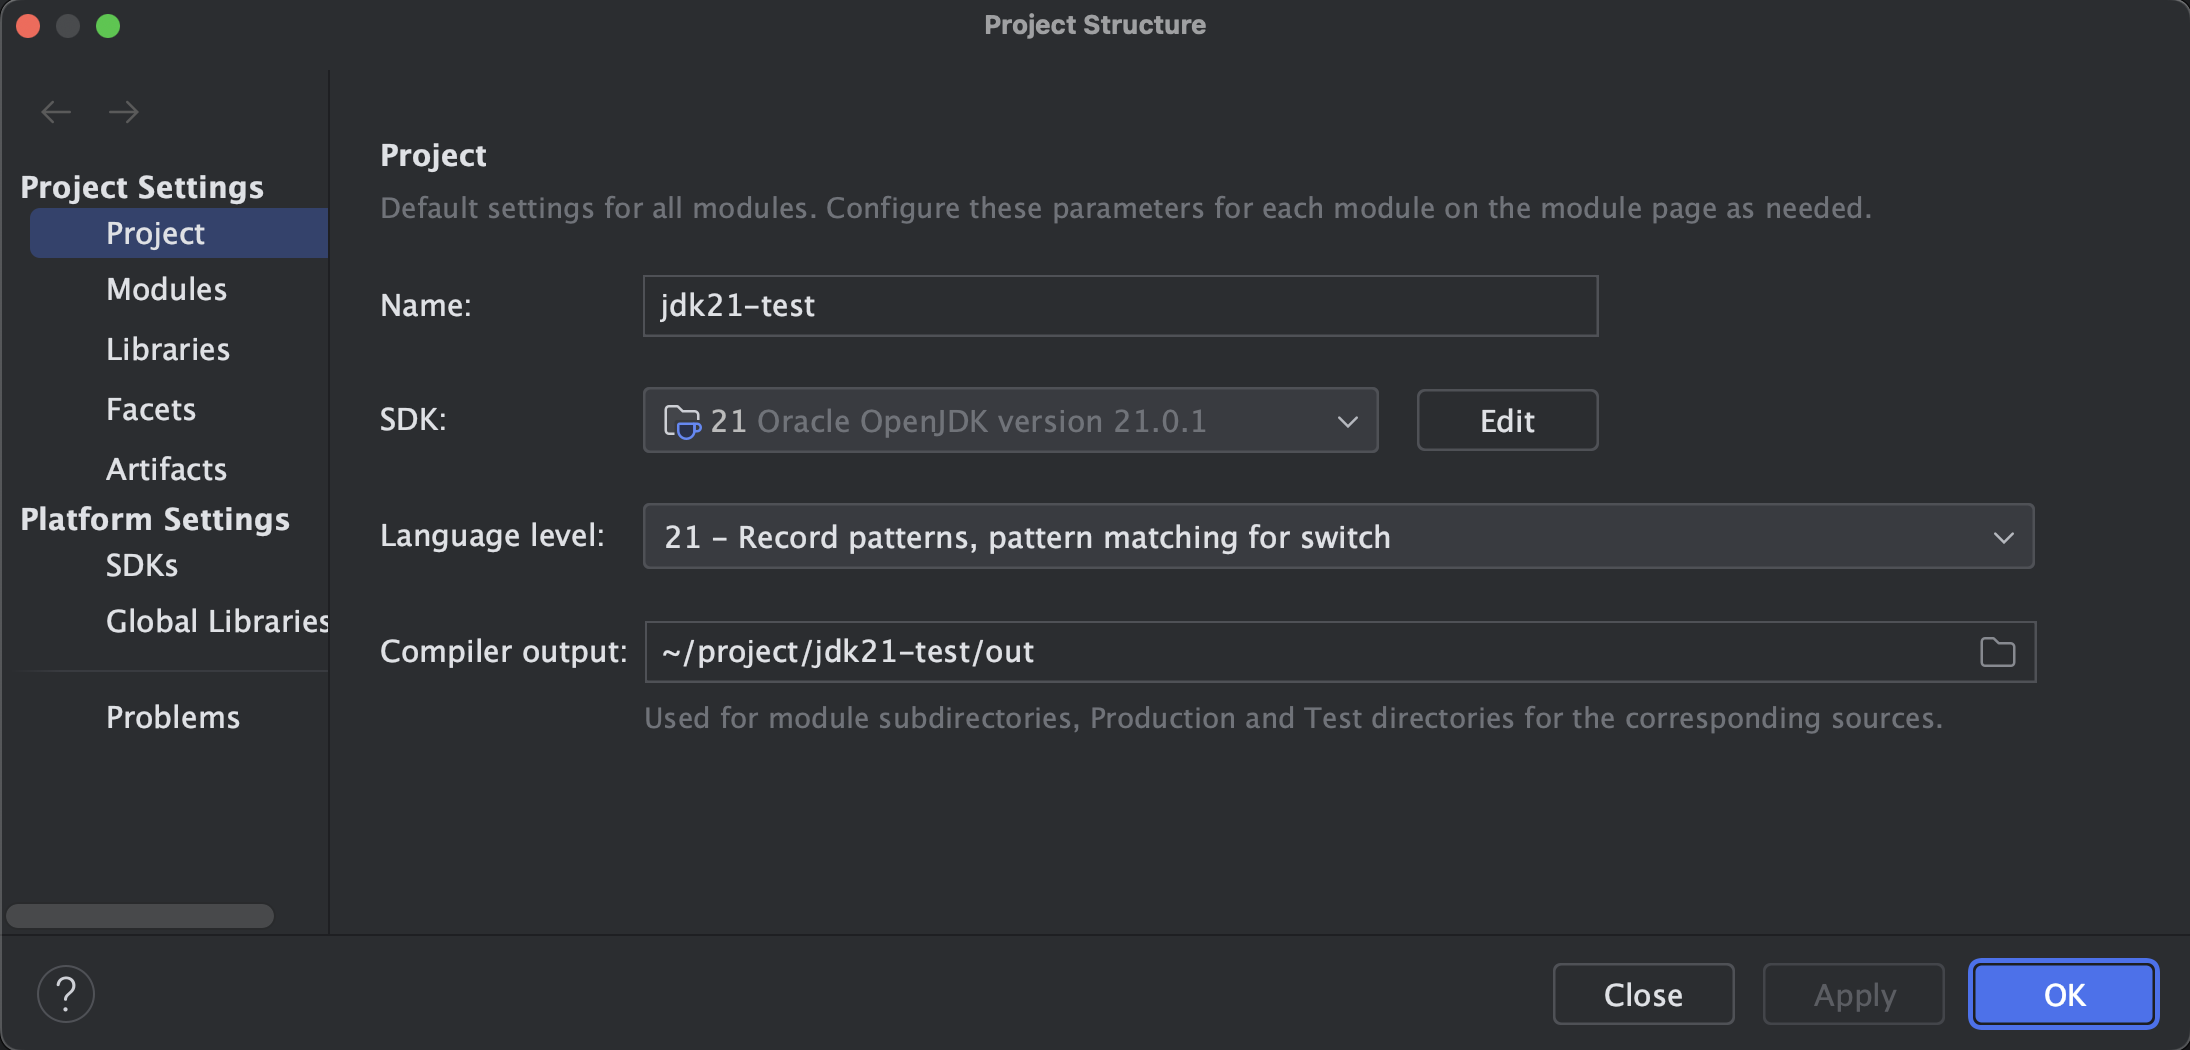 Project Structure
Project Settings
Project
Modules
Libraries
Facets
Artifacts
Platform Settings
SDKs
Global Libraries
Problems
Project
Default settings for all modules. Configure these parameters for each module on the module page as needed.
Name: jdk21-test
SDK: 21 Oracle OpenJDK version 21.0.1 Edit
Language level: 21 – Record patterns, pattern matching for switch
Compiler output: ~/project/jdk21-test/out
Used for module subdirectories, Production and Test directories for the corresponding sources.
? Close Apply OK